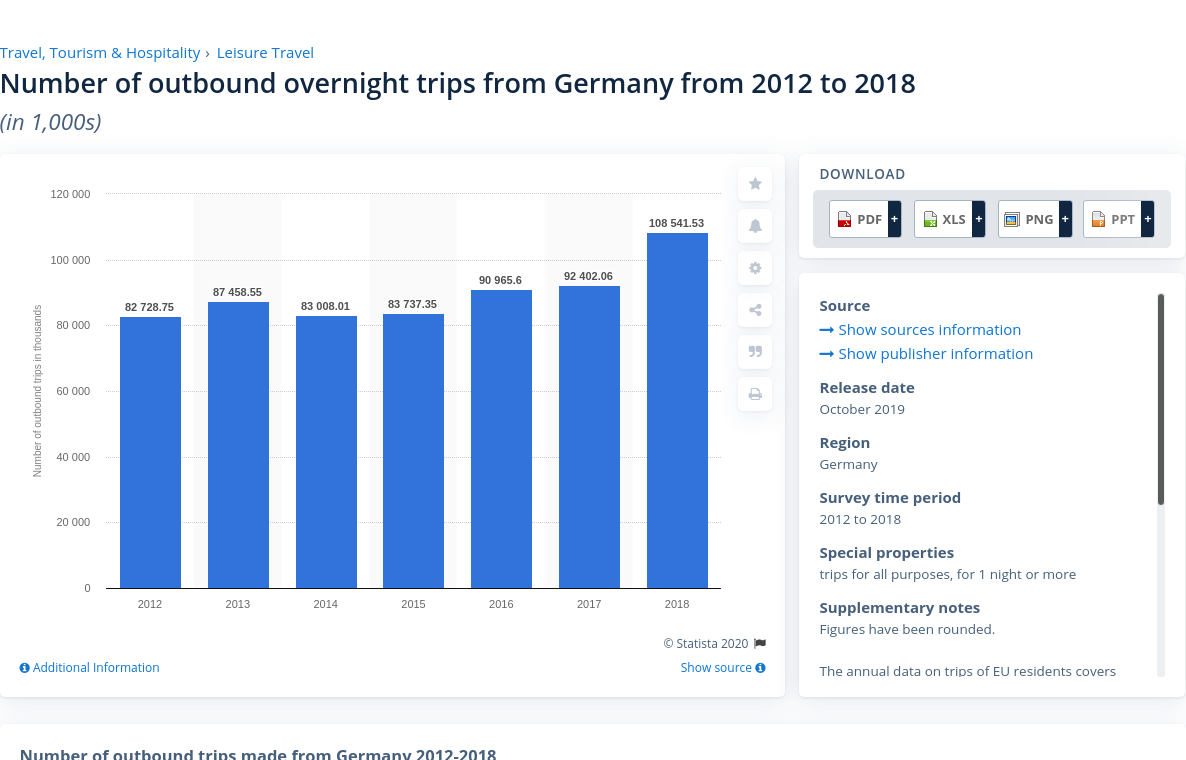 Travel, Tourism & Hospitality › Leisure Travel
Number of outbound overnight trips from Germany from 2012 to 2018
(in 1,000s)
Number of outbound trips in thousands
120 000
100 000
80 000
60 000
40 000
20 000
0
82 728.75
87 458.55
83 008.01
83 737.35
90 965.6
92 402.06
108 541.53
2012 2013 2014 2015 2016 2017 2018
© Statista 2020
Additional Information
Show source
DOWNLOAD
PDF + XLS + PNG + PPT +
Source
Show sources information
Show publisher information
Release date
October 2019
Region
Germany
Survey time period
2012 to 2018
Special properties
trips for all purposes, for 1 night or more
Supplementary notes
Figures have been rounded.
The annual data on trips of EU residents covers
Number of outbound trips made from Germany 2012-2018